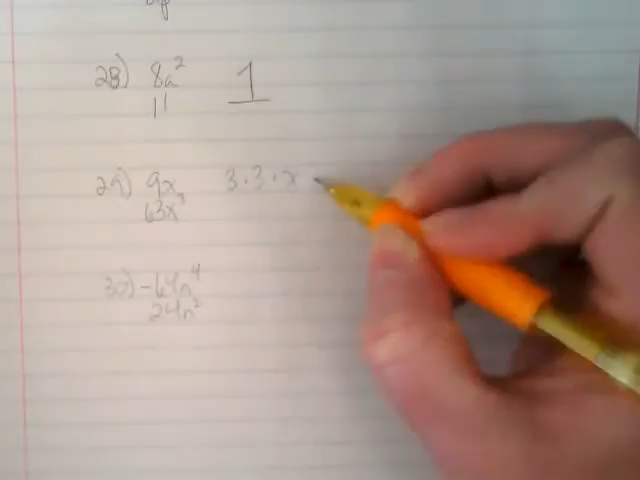 28) 8a² 1
11
29) 9x 3·3·x
63x³
30) -64n⁴
24n²